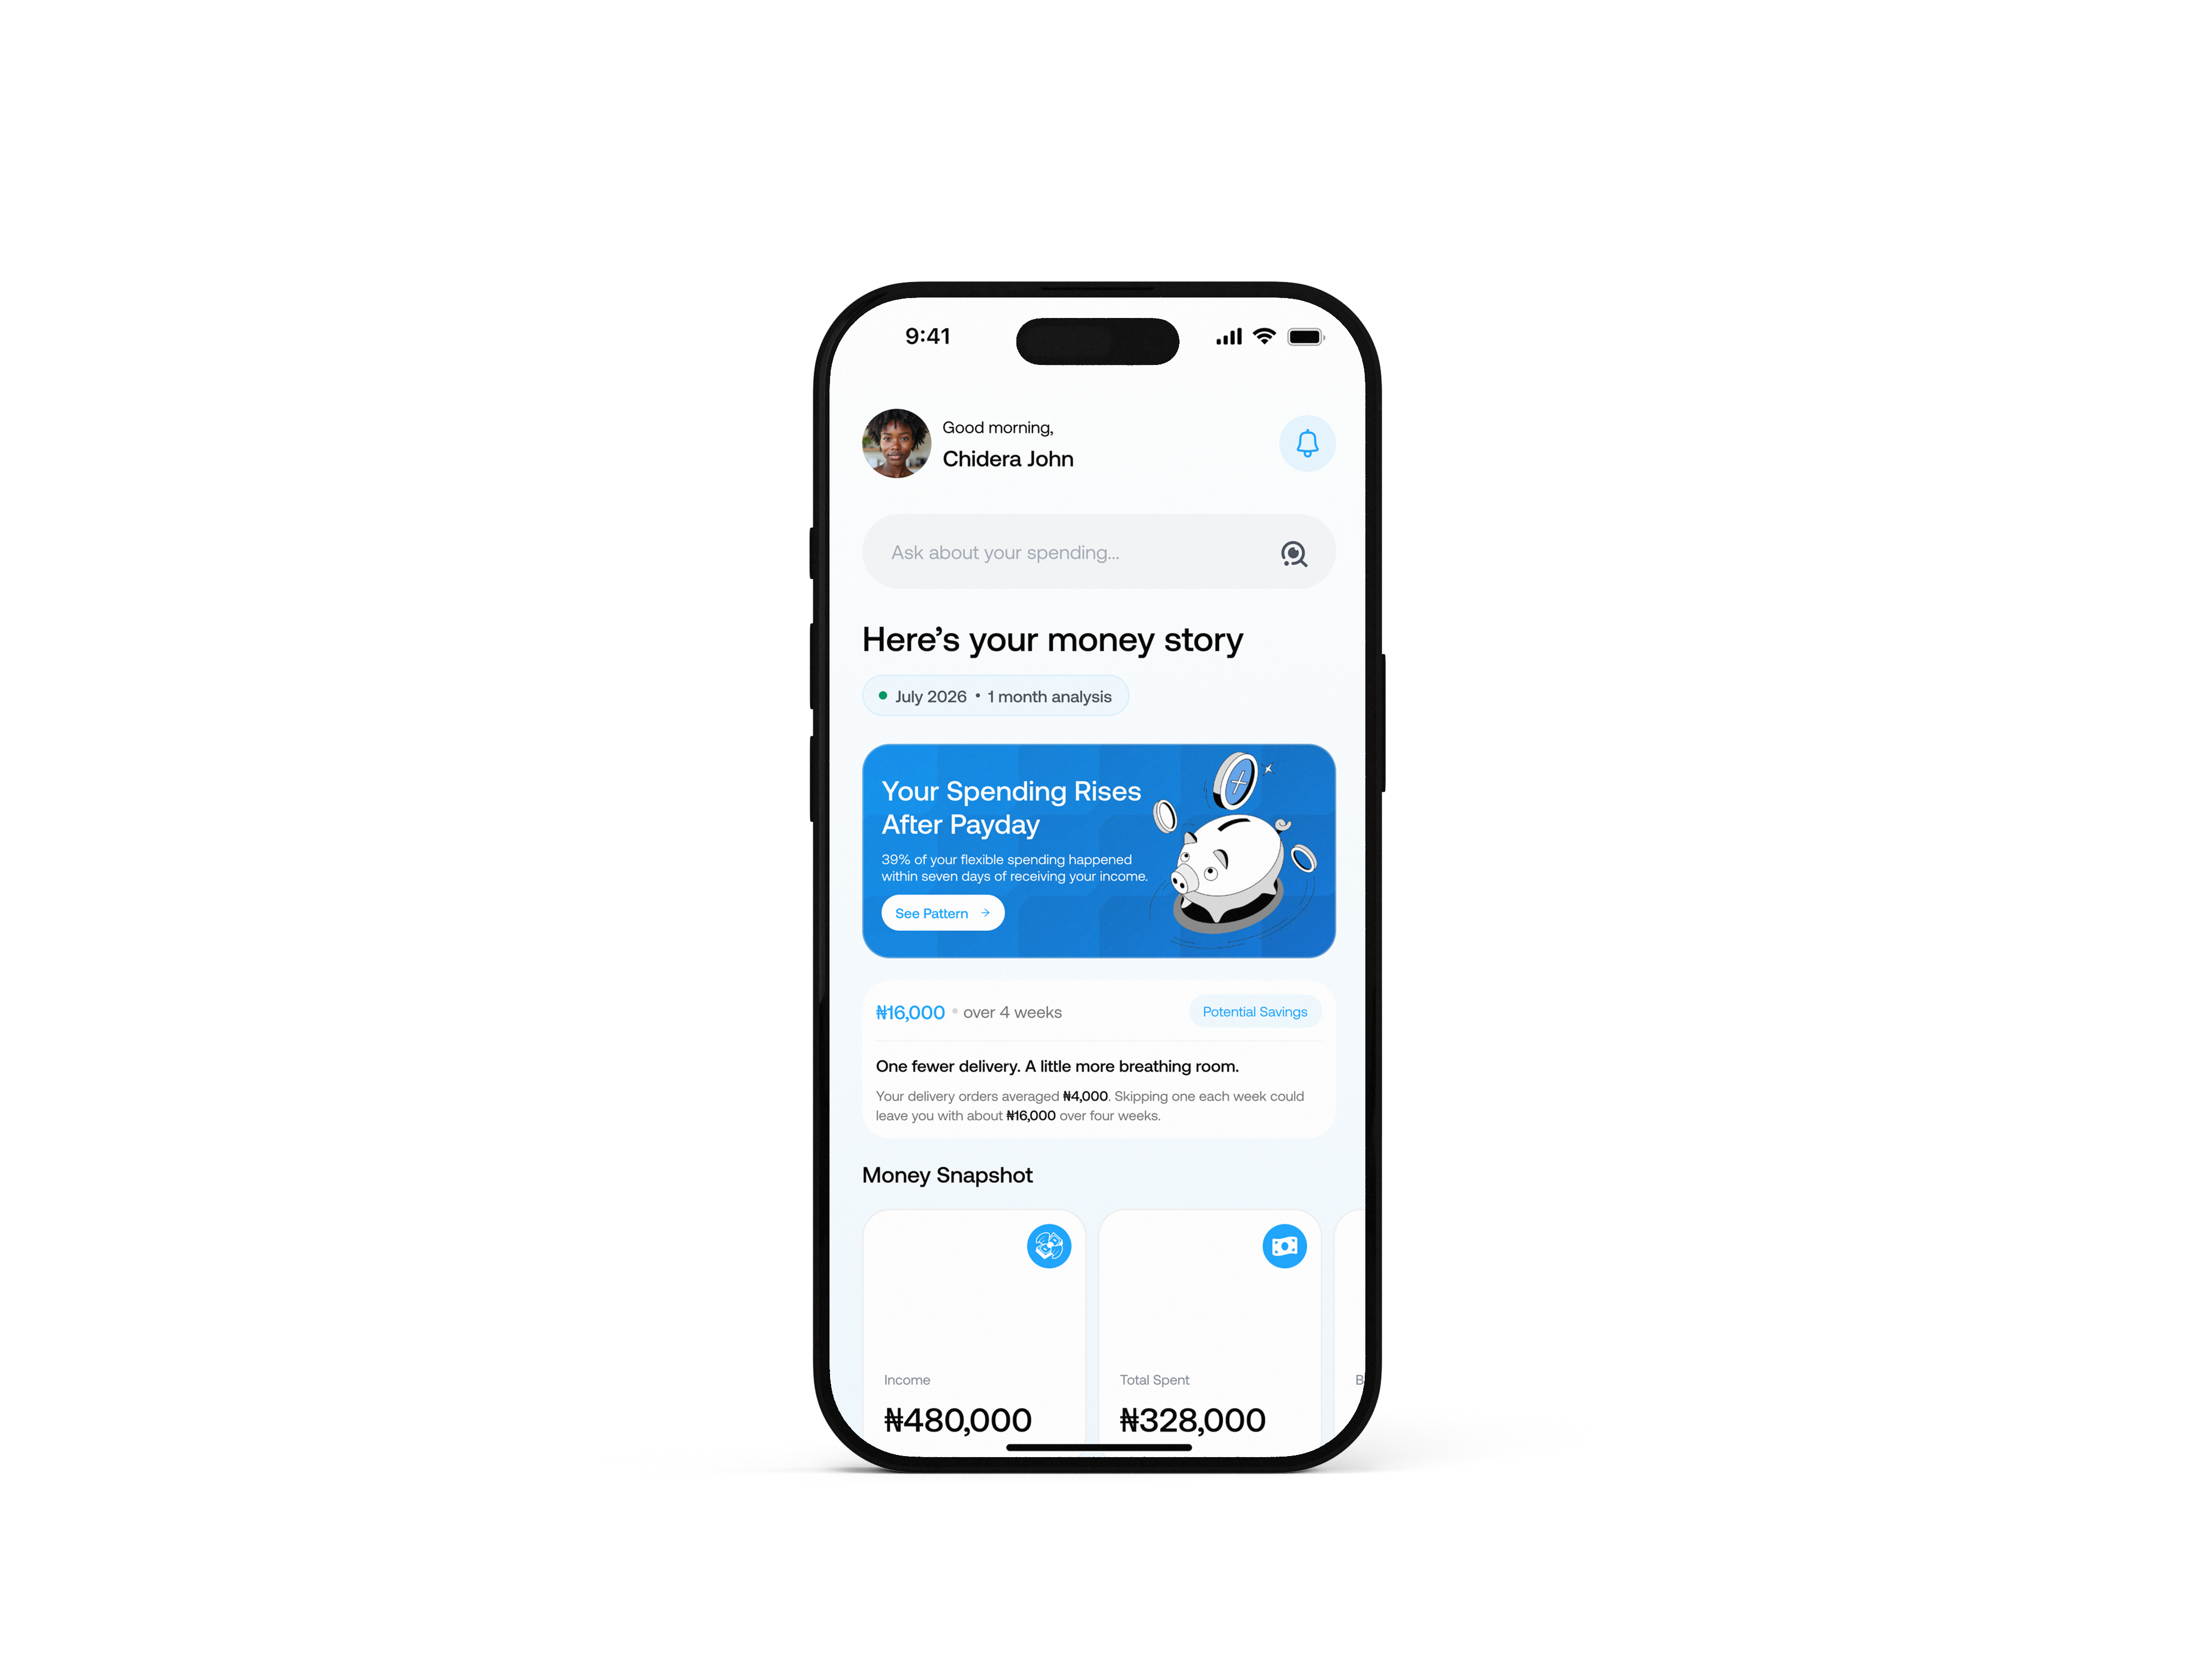 9:41
Good morning,
Chidera John
Ask about your spending...
Here’s your money story
July 2026 • 1 month analysis
Your Spending Rises
After Payday
39% of your flexible spending happened
within seven days of receiving your income.
See Pattern →
₦16,000 • over 4 weeks
Potential Savings
One fewer delivery. A little more breathing room.
Your delivery orders averaged ₦4,000. Skipping one each week could
leave you with about ₦16,000 over four weeks.
Money Snapshot
Income
₦480,000
Total Spent
₦328,000